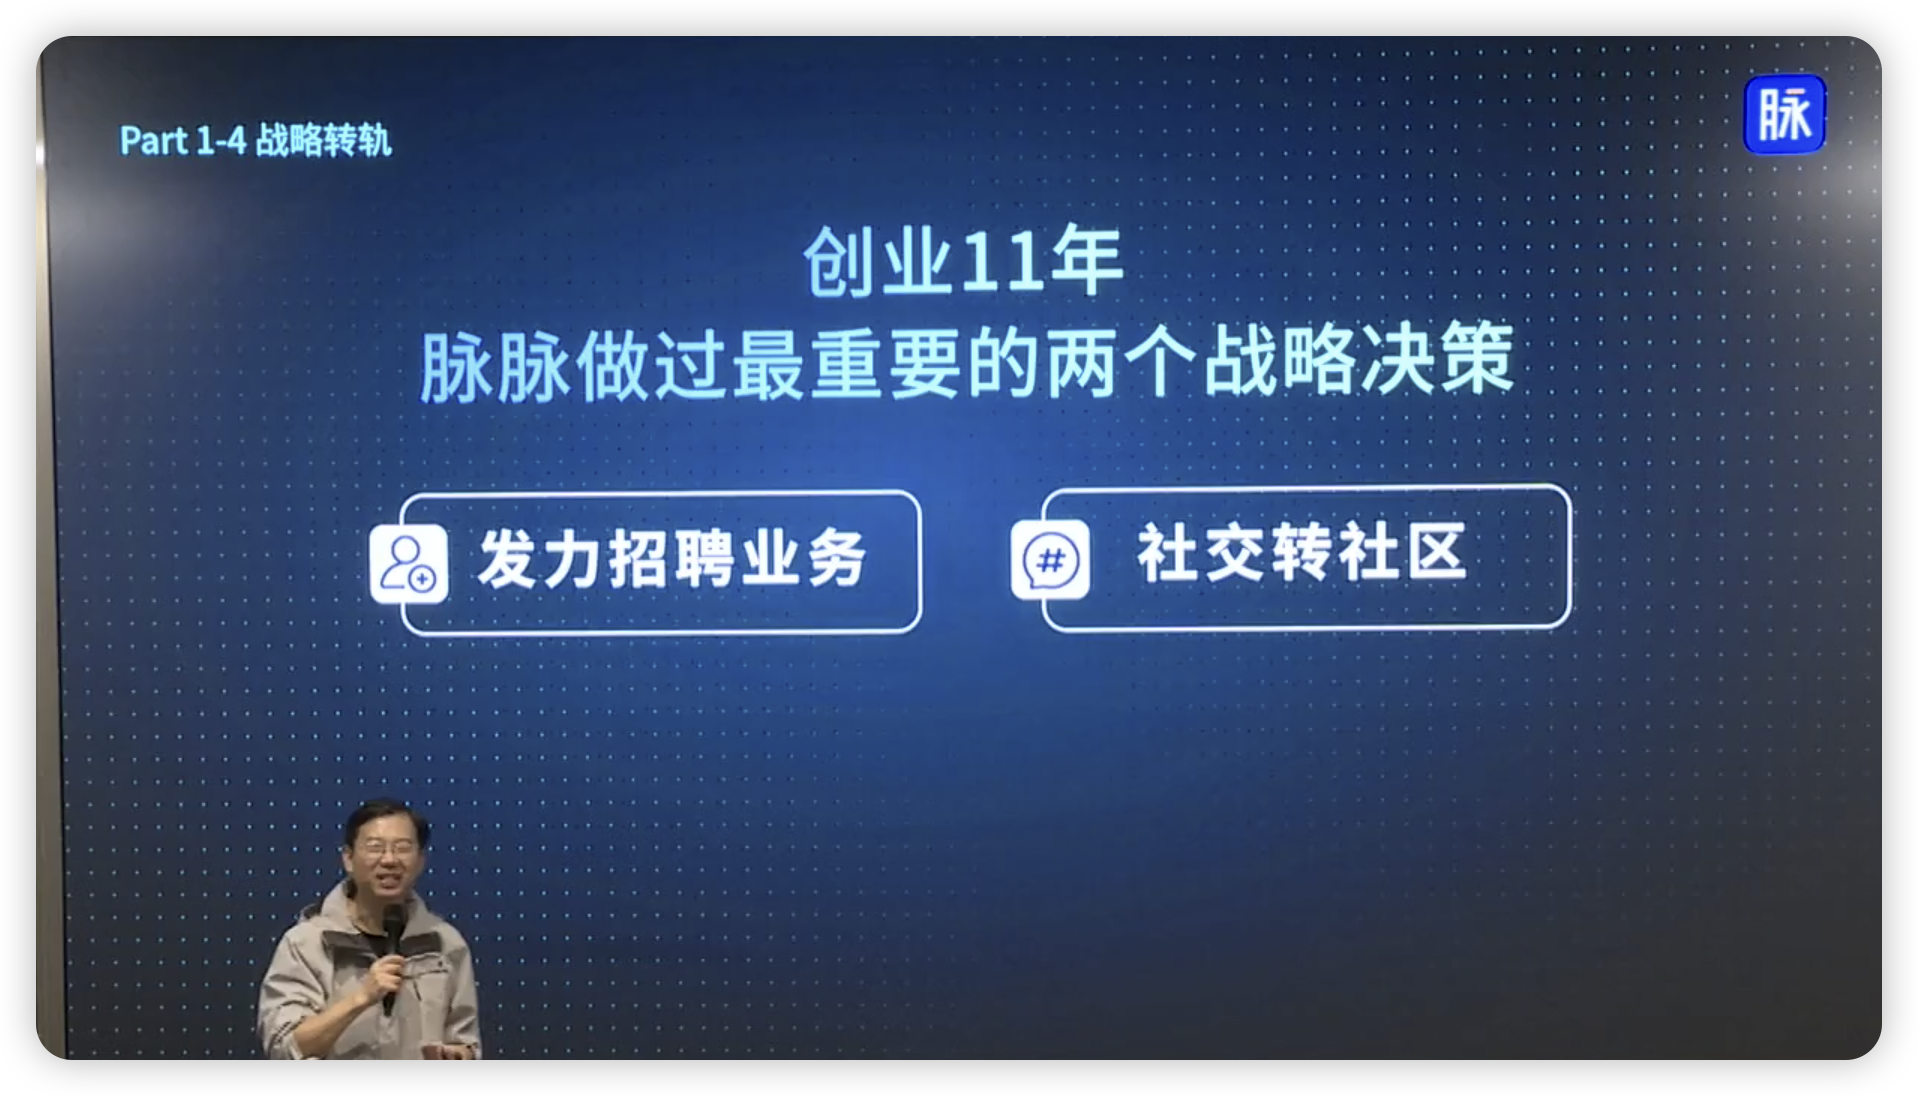 Part 1-4 战略转轨
脉
创业11年
脉脉做过最重要的两个战略决策
发力招聘业务
#
社交转社区